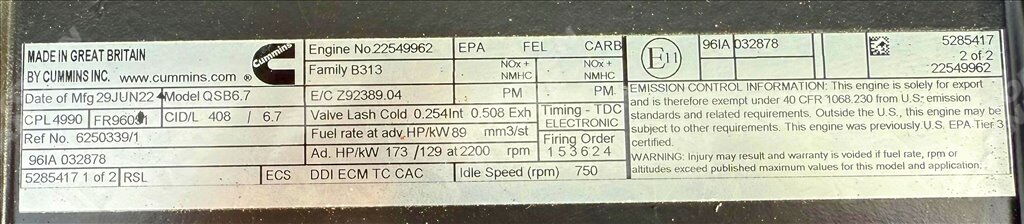 MADE IN GREAT BRITAIN
BY CUMMINS INC. www.cummins.com ®
Cummins
Engine No.22549962
EPA FEL CARB
Family B313
NOx + NMHC NOx + NMHC
Date of Mfg 29JUN22 Model QSB6.7
E/C Z92389.04
PM PM
CPL4990 CID/L 408 / 6.7
Valve Lash Cold 0.254Int 0.508 Exh
Timing - TDC
ELECTRONIC
Ref No. 6250339/1
Fuel rate at adv.HP/kW 89 mm3/st
Firing Order
1 5 3 6 2 4
96IA 032878
Ad. HP/kW 173 /129 at 2200 rpm
5285417 1 of 2 RSL
ECS DDI ECM TC CAC
Idle Speed (rpm) 750
E11
96IA 032878
5285417
2 of 2
22549962
EMISSION CONTROL INFORMATION: This engine is solely for export
and is therefore exempt under 40 CFR 1068.230 from U.S. emission
standards and related requirements. Outside the U.S., this engine may be
subject to other requirements. This engine was previously U.S. EPA Tier 3
certified.
WARNING: Injury may result and warranty is voided if fuel rate, rpm or
altitudes exceed published maximum values for this model and application.